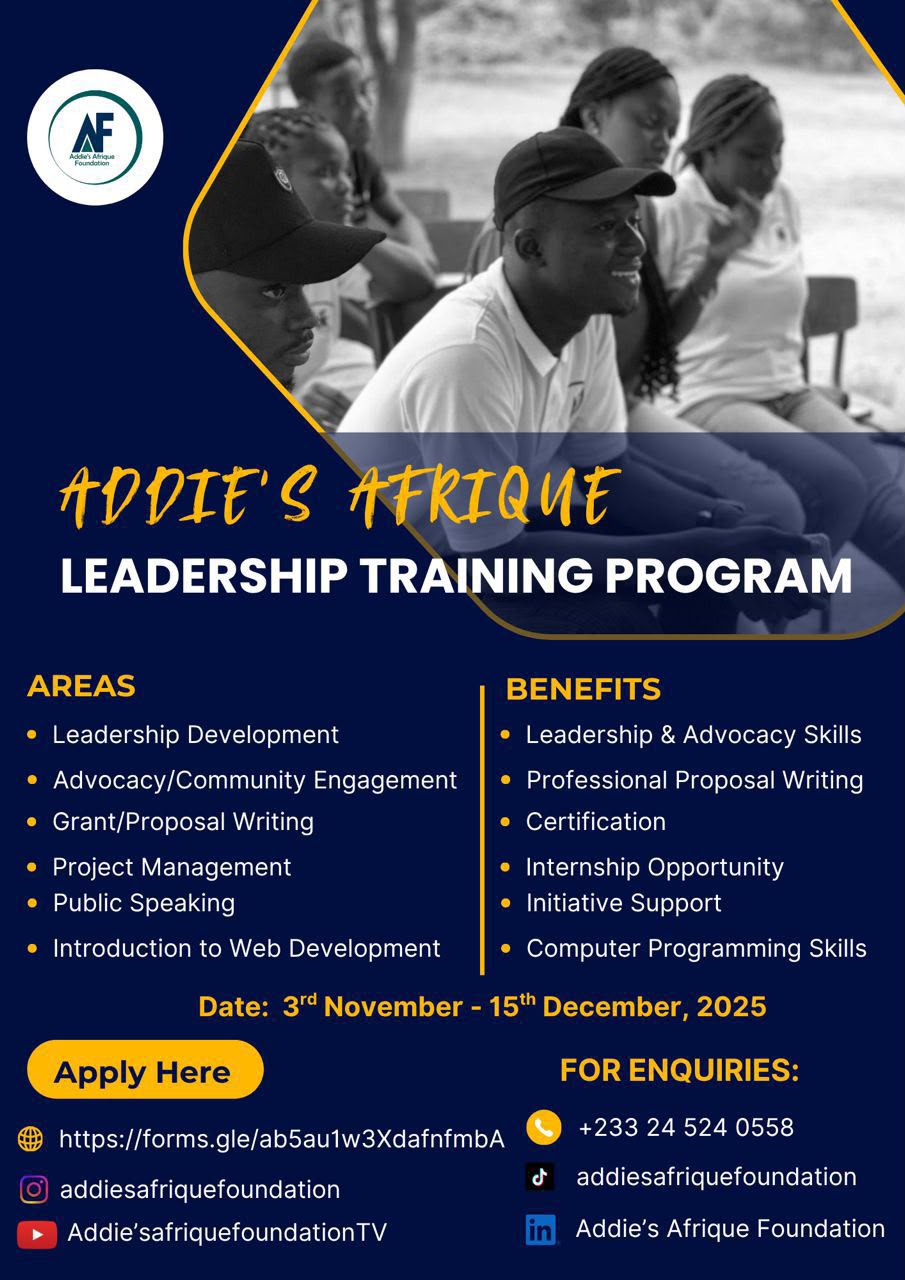 AF
Addie's Afrique
Foundation
ADDIE'S AFRIQUE
LEADERSHIP TRAINING PROGRAM
AREAS
• Leadership Development
• Advocacy/Community Engagement
• Grant/Proposal Writing
• Project Management
• Public Speaking
• Introduction to Web Development
BENEFITS
• Leadership & Advocacy Skills
• Professional Proposal Writing
• Certification
• Internship Opportunity
• Initiative Support
• Computer Programming Skills
Date: 3rd November - 15th December, 2025
Apply Here
https://forms.gle/ab5au1w3XdafnfmbA
addiesafriquefoundation
Addie'safriquefoundationTV
FOR ENQUIRIES:
+233 24 524 0558
addiesafriquefoundation
in Addie's Afrique Foundation